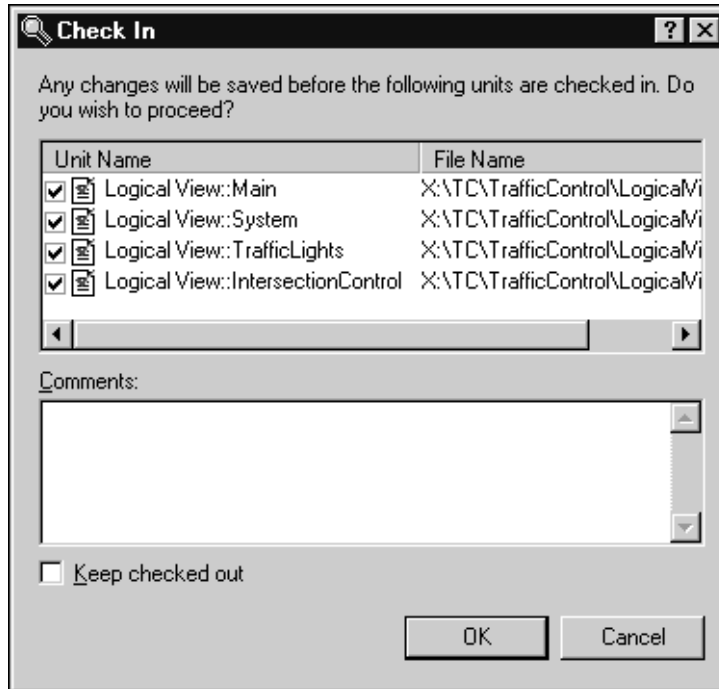 Check In
Any changes will be saved before the following units are checked in. Do
you wish to proceed?
Unit Name File Name
Logical View::Main X:\TC\TrafficControl\LogicalVi
Logical View::System X:\TC\TrafficControl\LogicalVi
Logical View::TrafficLights X:\TC\TrafficControl\LogicalVi
Logical View::IntersectionControl X:\TC\TrafficControl\LogicalVi
Comments:
Keep checked out
OK Cancel